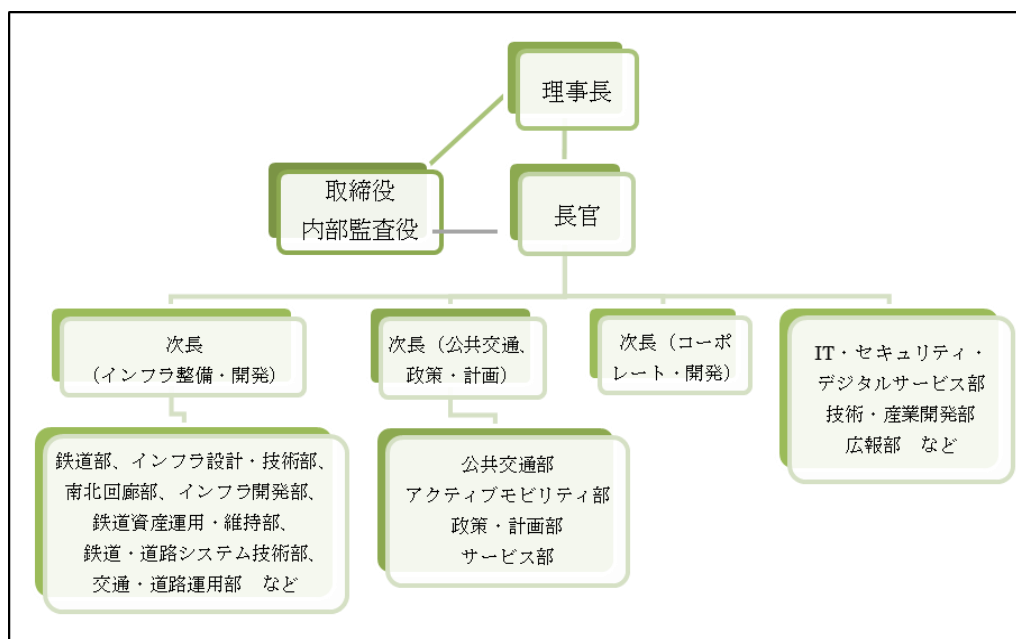 理事長
取締役
内部監査役
長官
次長
(インフラ整備・開発)
次長（公共交通、
政策・計画）
次長（コーポ
レート・開発）
IT・セキュリティ・
デジタルサービス部
技術・産業開発部
広報部　など
鉄道部、インフラ設計・技術部、
南北回廊部、インフラ開発部、
鉄道資産運用・維持部、
鉄道・道路システム技術部、
交通・道路運用部　など
公共交通部
アクティブモビリティ部
政策・計画部
サービス部